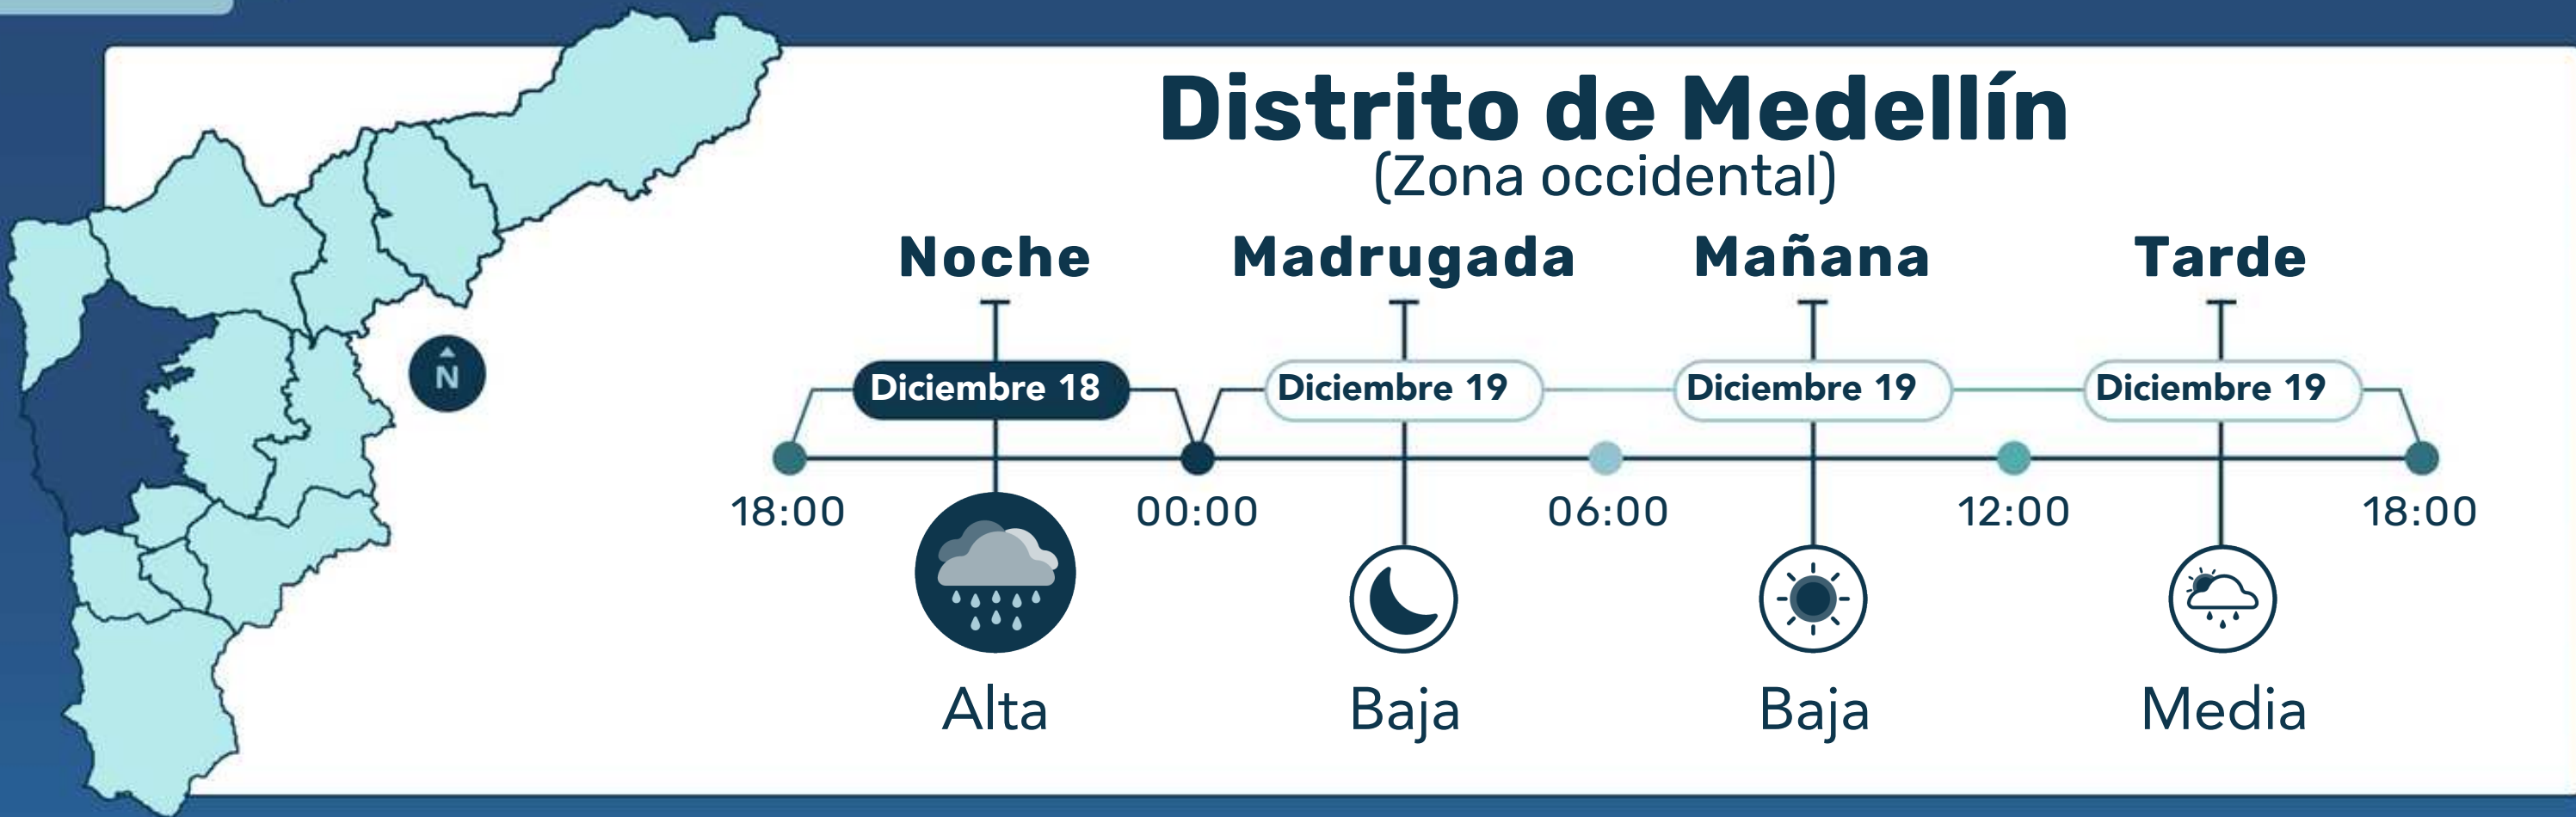 Distrito de Medellín
(Zona occidental)
Noche Madrugada Mañana Tarde
N
Diciembre 18 Diciembre 19 Diciembre 19 Diciembre 19
18:00 00:00 06:00 12:00 18:00
Alta Baja Baja Media